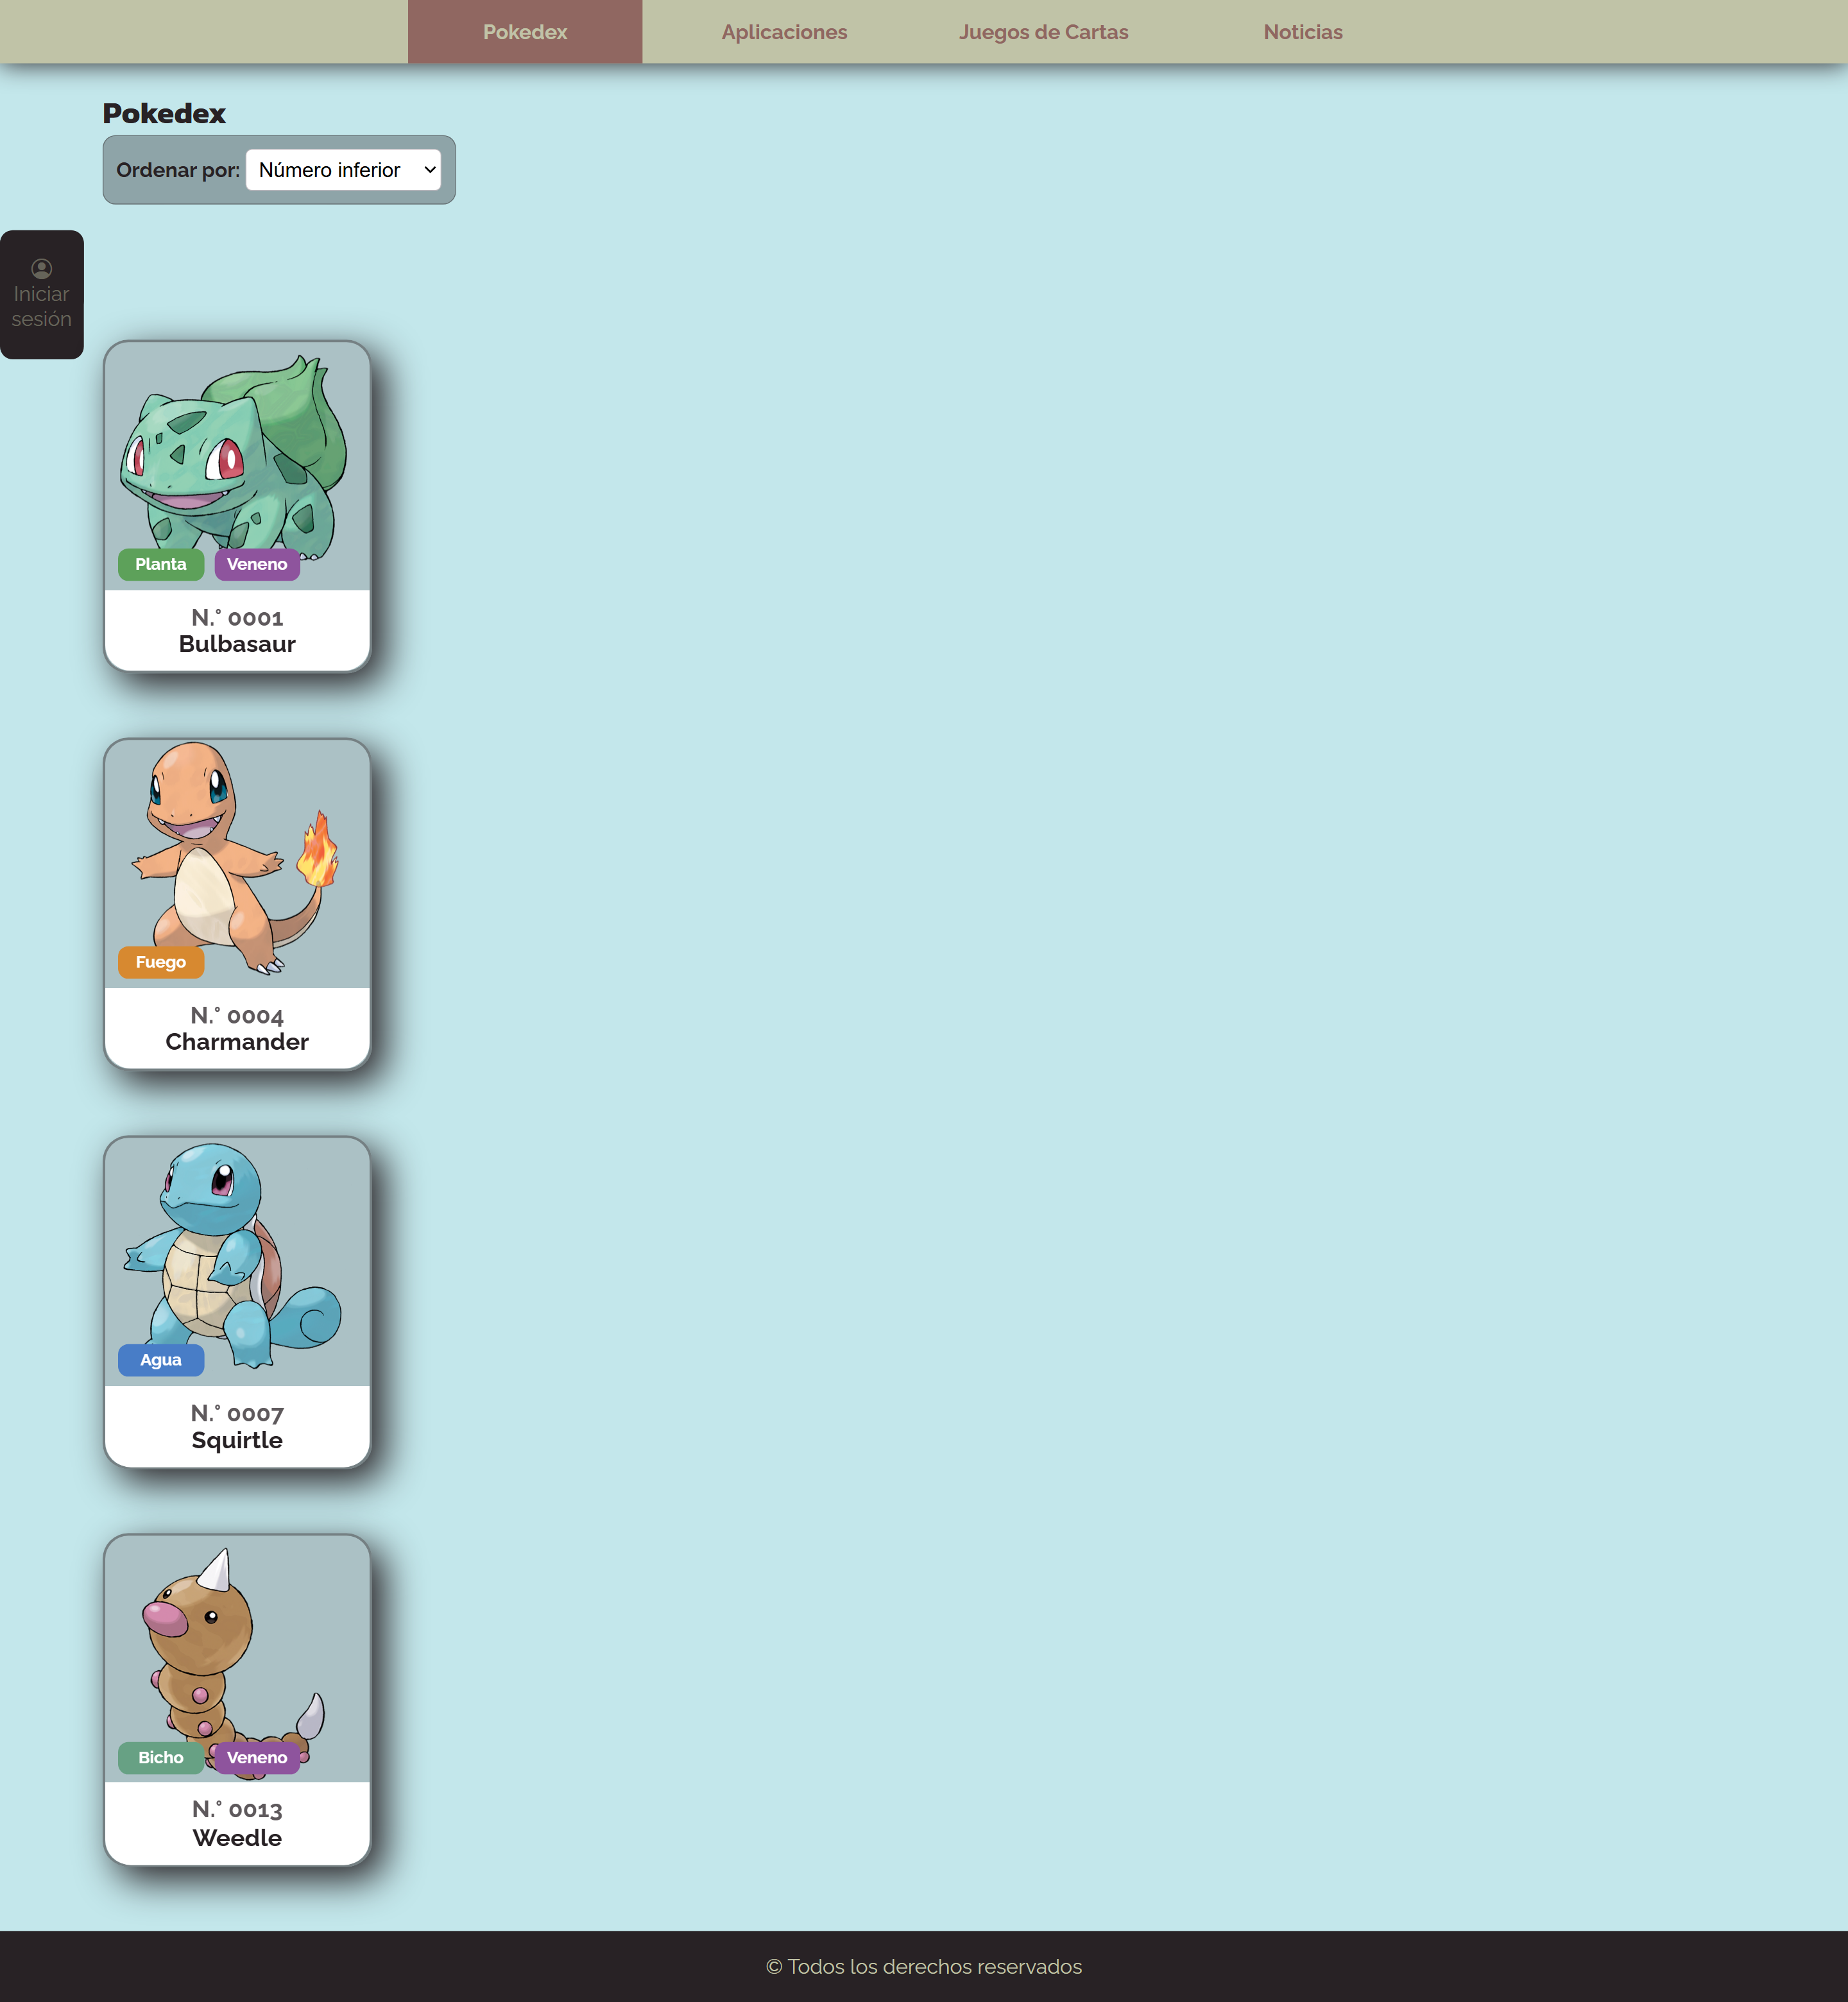 Pokedex
Aplicaciones
Juegos de Cartas
Noticias
Pokedex
Ordenar por: Número inferior
Iniciar
sesión
Planta
Veneno
N.° 0001
Bulbasaur
Fuego
N.° 0004
Charmander
Agua
N.° 0007
Squirtle
Bicho
Veneno
N.° 0013
Weedle
© Todos los derechos reservados